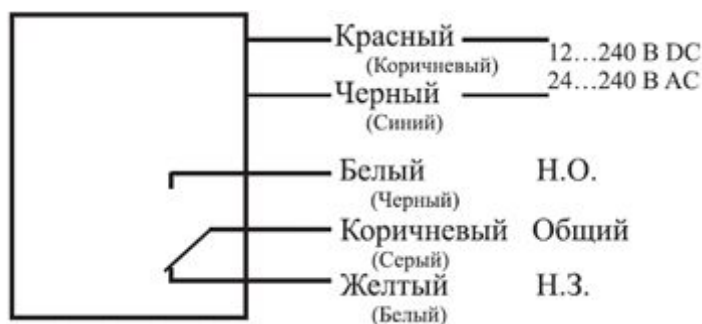 Красный
(Коричневый)
12...240 В DC
24...240 В AC
Черный
(Синий)
Белый Н.О.
(Черный)
Коричневый Общий
(Серый)
Желтый Н.З.
(Белый)